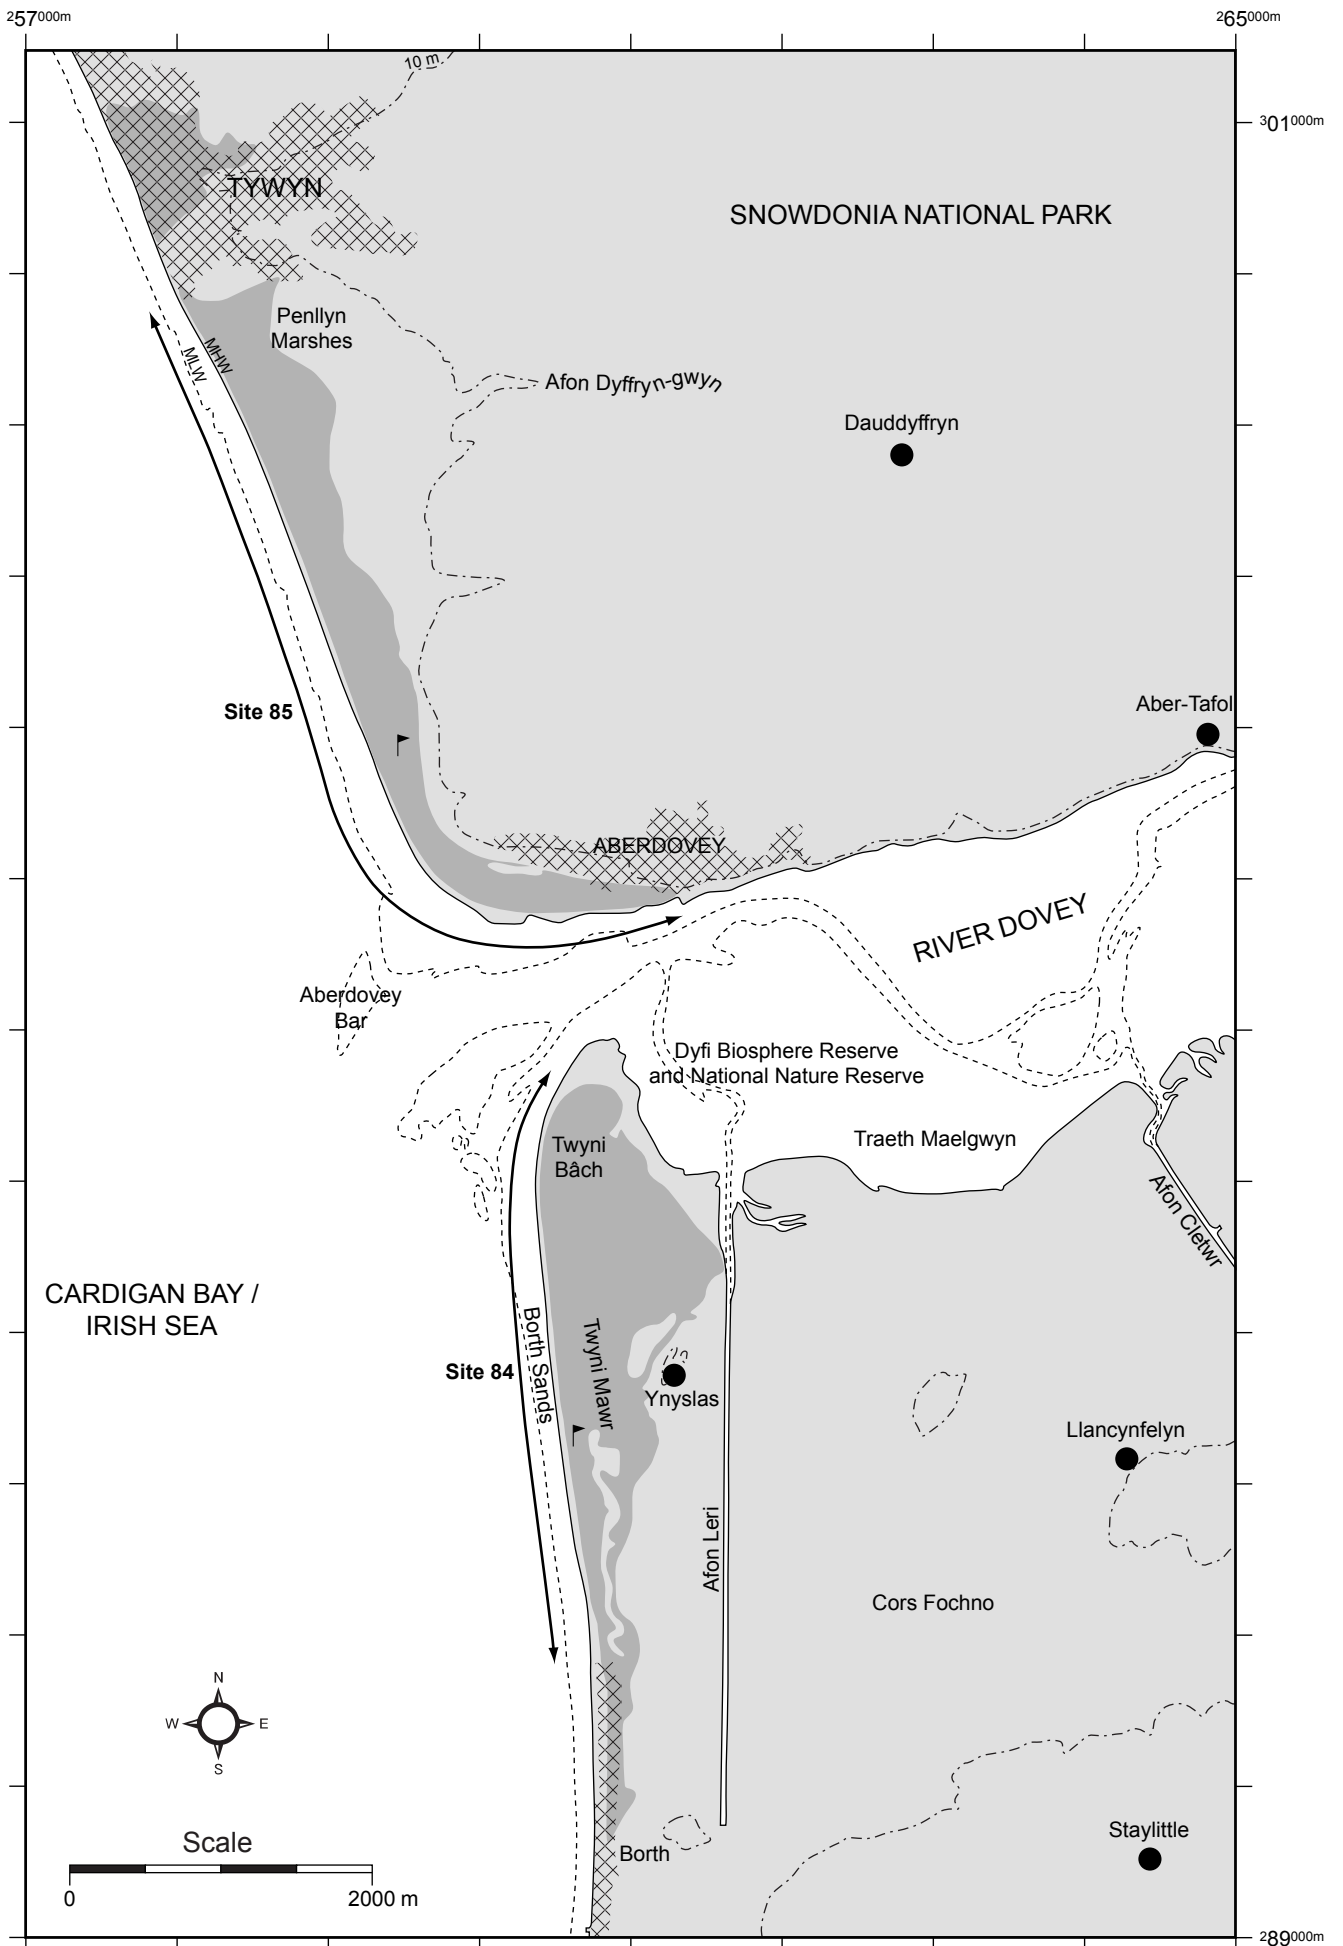 257000m
265000m
10 m
301000m
TYWYN
SNOWDONIA NATIONAL PARK
Penllyn
Marshes
MHW
MLW
Afon Dyffryn-gwyn
Dauddyffryn
Aber-Tafol
Site 85
ABERDOVEY
RIVER DOVEY
Aberdovey
Bar
Dyfi Biosphere Reserve
and National Nature Reserve
Traeth Maelgwyn
Twyni
Bâch
Afon Cletwr
CARDIGAN BAY /
IRISH SEA
Borth Sands
Twyni Mawr
Site 84
Ynyslas
Llancynfelyn
Afon Leri
Cors Fochno
N
W
E
S
Scale
0
2000 m
Borth
Staylittle
289000m